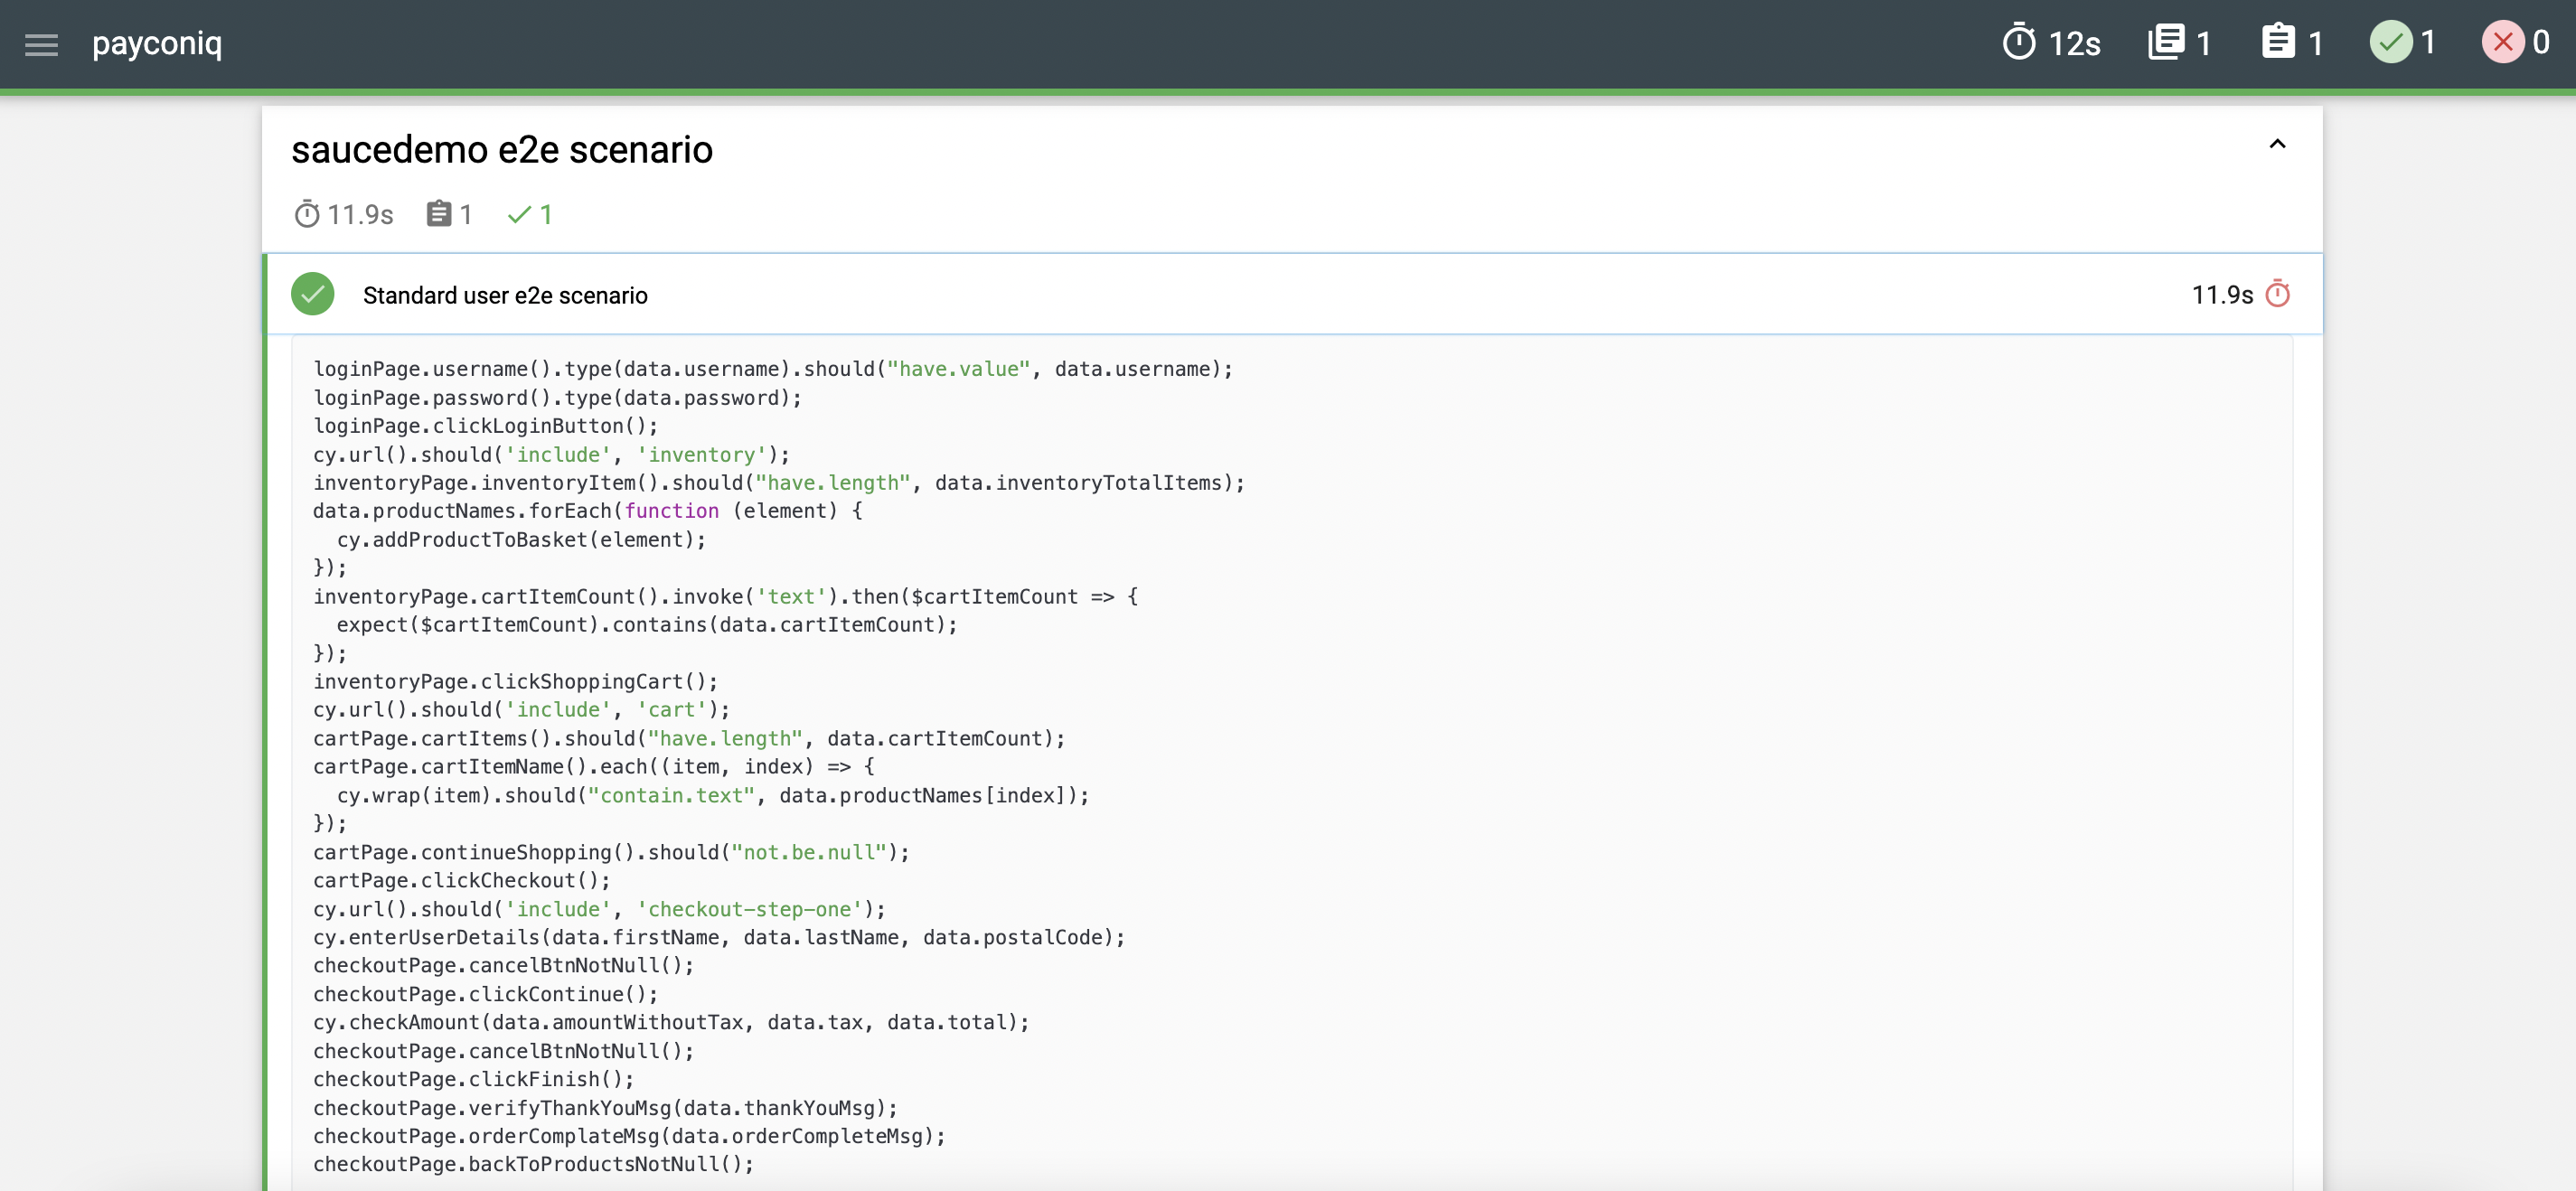 payconiq 12s 1 1 1 0
saucedemo e2e scenario
11.9s 1 1
Standard user e2e scenario 11.9s
loginPage.username().type(data.username).should("have.value", data.username);
loginPage.password().type(data.password);
loginPage.clickLoginButton();
cy.url().should('include', 'inventory');
inventoryPage.inventoryItem().should("have.length", data.inventoryTotalItems);
data.productNames.forEach(function (element) {
  cy.addProductToBasket(element);
});
inventoryPage.cartItemCount().invoke('text').then($cartItemCount => {
  expect($cartItemCount).contains(data.cartItemCount);
});
inventoryPage.clickShoppingCart();
cy.url().should('include', 'cart');
cartPage.cartItems().should("have.length", data.cartItemCount);
cartPage.cartItemName().each((item, index) => {
  cy.wrap(item).should("contain.text", data.productNames[index]);
});
cartPage.continueShopping().should("not.be.null");
cartPage.clickCheckout();
cy.url().should('include', 'checkout-step-one');
cy.enterUserDetails(data.firstName, data.lastName, data.postalCode);
checkoutPage.cancelBtnNotNull();
checkoutPage.clickContinue();
cy.checkAmount(data.amountWithoutTax, data.tax, data.total);
checkoutPage.cancelBtnNotNull();
checkoutPage.clickFinish();
checkoutPage.verifyThankYouMsg(data.thankYouMsg);
checkoutPage.orderComplateMsg(data.orderCompleteMsg);
checkoutPage.backToProductsNotNull();